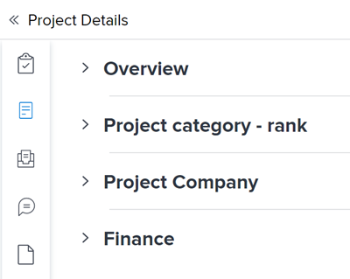 Project Details
Overview
Project category - rank
Project Company
Finance